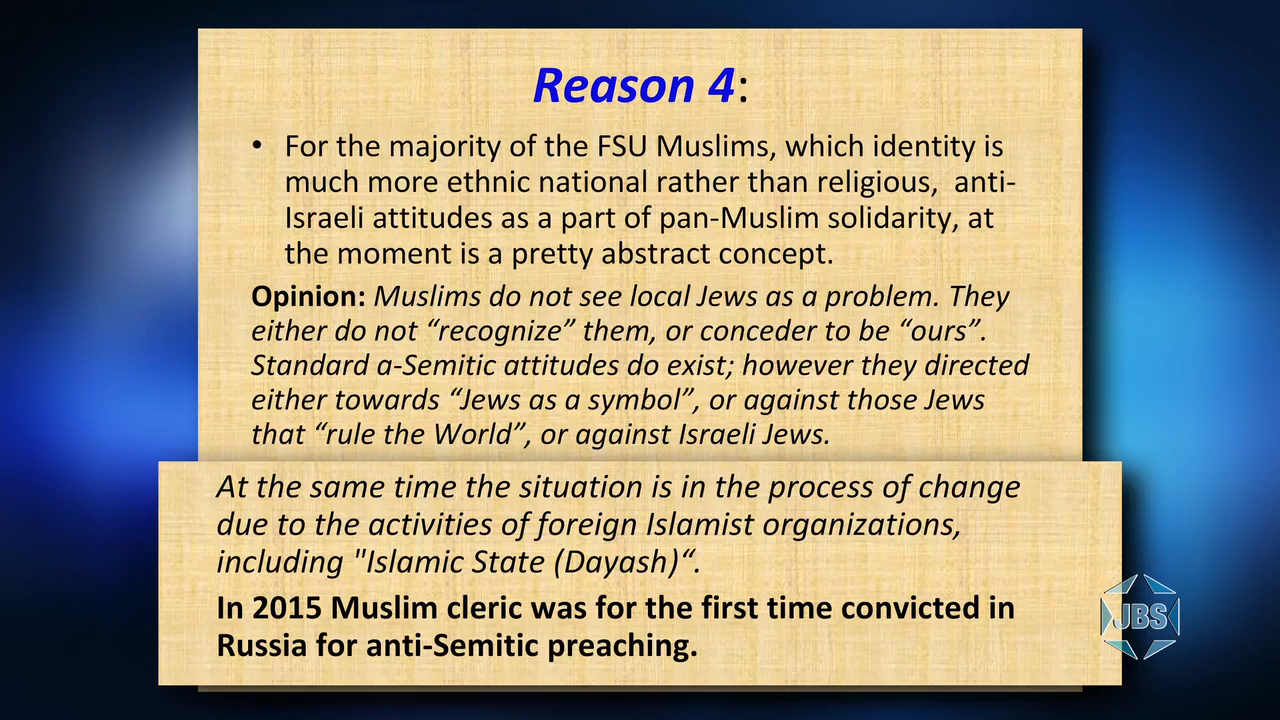 Reason 4:
• For the majority of the FSU Muslims, which identity is
much more ethnic national rather than religious,  anti-
Israeli attitudes as a part of pan-Muslim solidarity, at
the moment is a pretty abstract concept.
Opinion: Muslims do not see local Jews as a problem. They
either do not “recognize” them, or conceder to be “ours”.
Standard a-Semitic attitudes do exist; however they directed
either towards “Jews as a symbol”, or against those Jews
that “rule the World”, or against Israeli Jews.
At the same time the situation is in the process of change
due to the activities of foreign Islamist organizations,
including "Islamic State (Dayash)“.
In 2015 Muslim cleric was for the first time convicted in
Russia for anti-Semitic preaching.
JBS